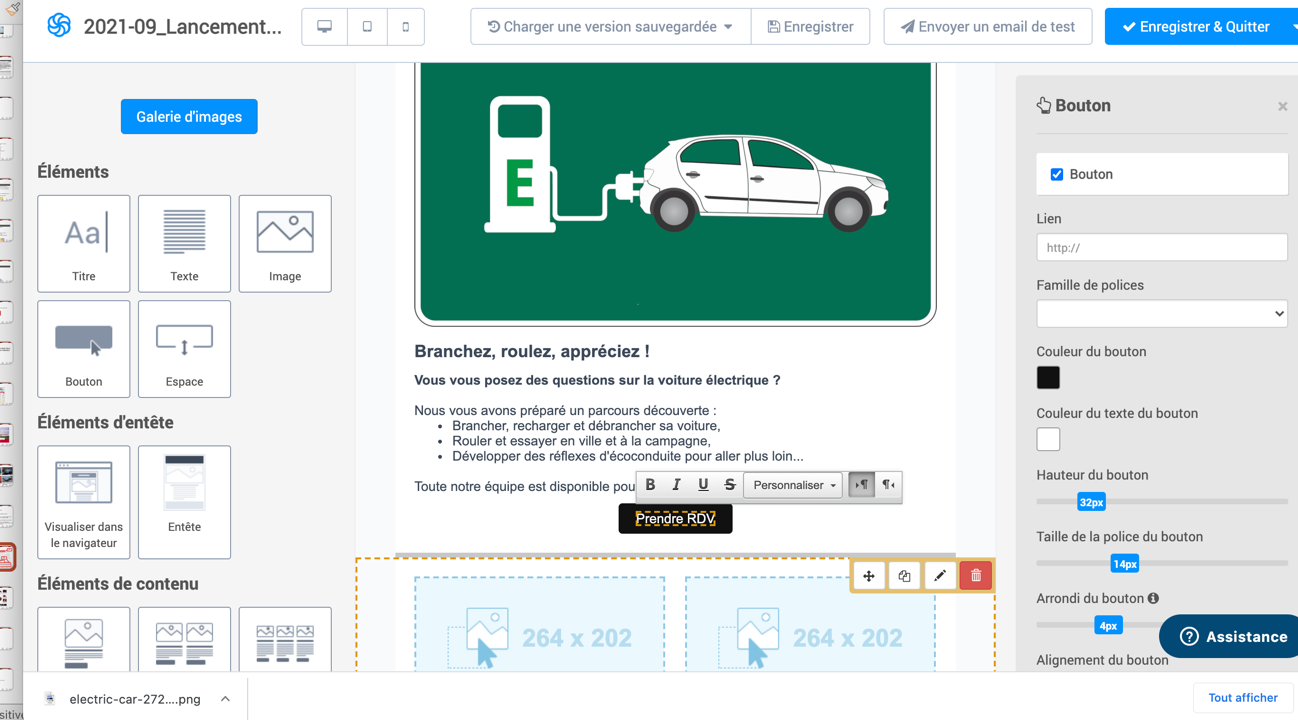 2021-09_Lancement...
Charger une version sauvegardée
Enregistrer
Envoyer un email de test
Enregistrer & Quitter
Galerie d'images
Éléments
Aa
Titre
Texte
Image
Bouton
Espace
Éléments d'entête
Visualiser dans
le navigateur
Entête
Éléments de contenu
E
Branchez, roulez, appréciez !
Vous vous posez des questions sur la voiture électrique ?
Nous vous avons préparé un parcours découverte :
• Brancher, recharger et débrancher sa voiture,
• Rouler et essayer en ville et à la campagne,
• Développer des réflexes d'écoconduite pour aller plus loin...
Toute notre équipe est disponible pou
B I U S Personnaliser
Prendre RDV
264 x 202
264 x 202
Bouton
×
Bouton
Lien
http://
Famille de polices
Couleur du bouton
Couleur du texte du bouton
Hauteur du bouton
32px
Taille de la police du bouton
14px
Arrondi du bouton
4px
Assistance
Alignement du bouton
electric-car-272....png
Tout afficher